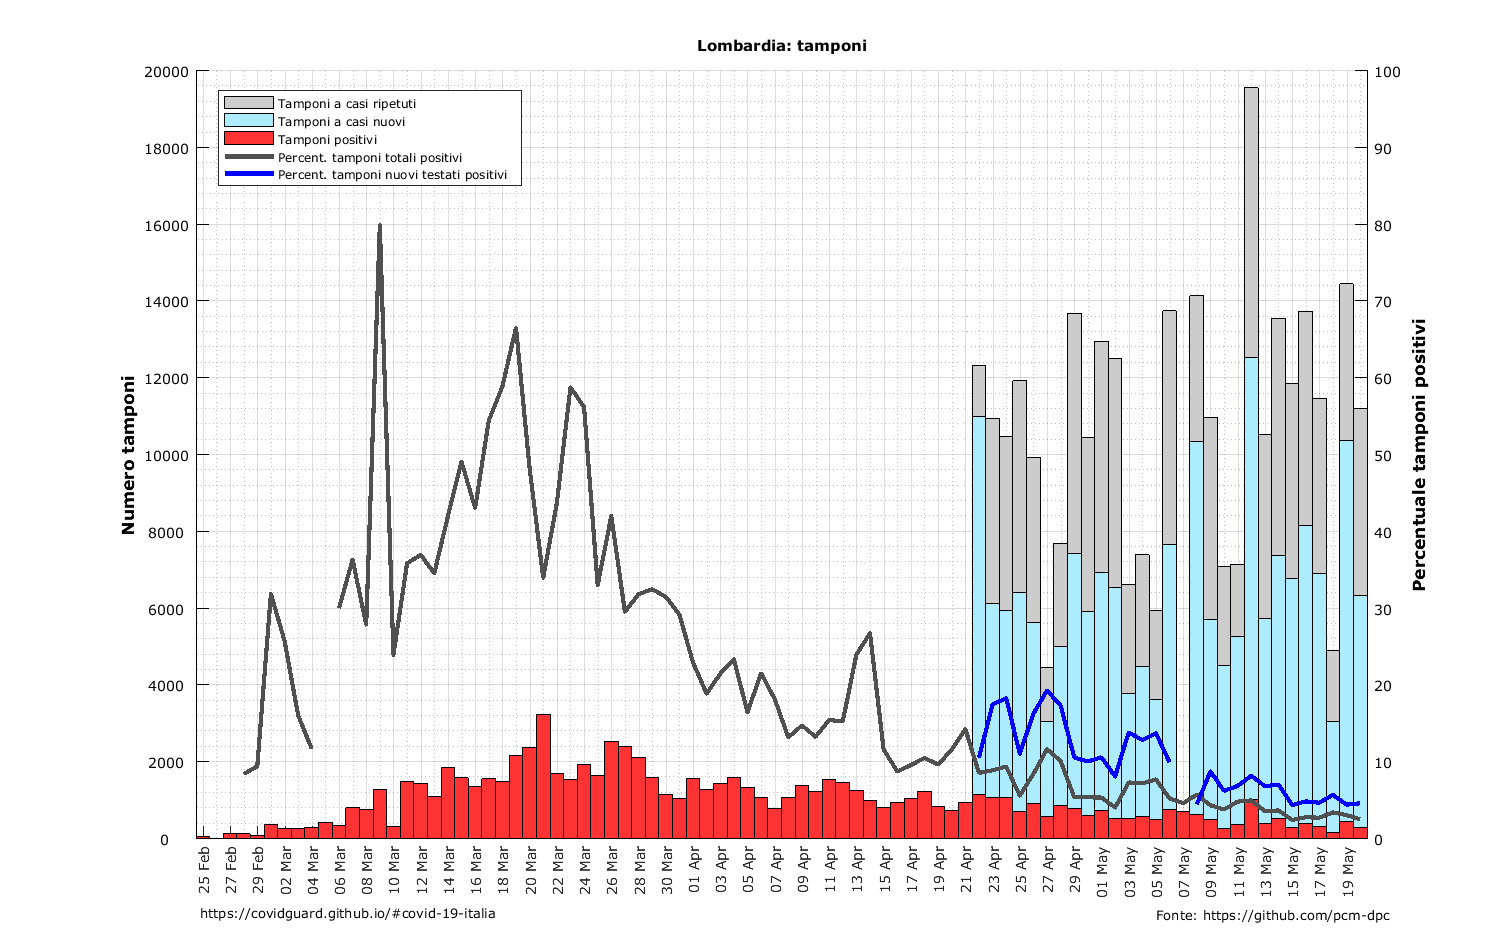 Lombardia: tamponi
Tamponi a casi ripetuti
Tamponi a casi nuovi
Tamponi positivi
Percent. tamponi totali positivi
Percent. tamponi nuovi testati positivi
Numero tamponi
20000
18000
16000
14000
12000
10000
8000
6000
4000
2000
0
Percentuale tamponi positivi
100
90
80
70
60
50
40
30
20
10
0
25 Feb
27 Feb
29 Feb
02 Mar
04 Mar
06 Mar
08 Mar
10 Mar
12 Mar
14 Mar
16 Mar
18 Mar
20 Mar
22 Mar
24 Mar
26 Mar
28 Mar
30 Mar
01 Apr
03 Apr
05 Apr
07 Apr
09 Apr
11 Apr
13 Apr
15 Apr
17 Apr
19 Apr
21 Apr
23 Apr
25 Apr
27 Apr
29 Apr
01 May
03 May
05 May
07 May
09 May
11 May
13 May
15 May
17 May
19 May
https://covidguard.github.io/#covid-19-italia
Fonte: https://github.com/pcm-dpc